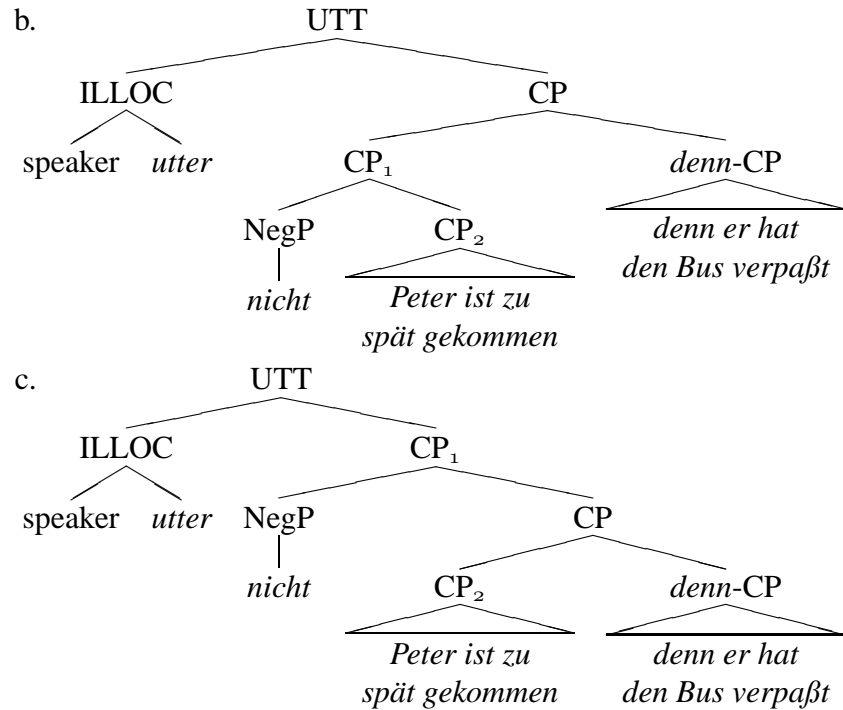 b.
UTT
ILLOC CP
speaker utter CP₁ denn-CP
NegP CP₂ denn er hat
den Bus verpaßt
nicht Peter ist zu
spät gekommen
c.
UTT
ILLOC CP₁
speaker utter NegP CP
nicht CP₂ denn-CP
Peter ist zu denn er hat
spät gekommen den Bus verpaßt